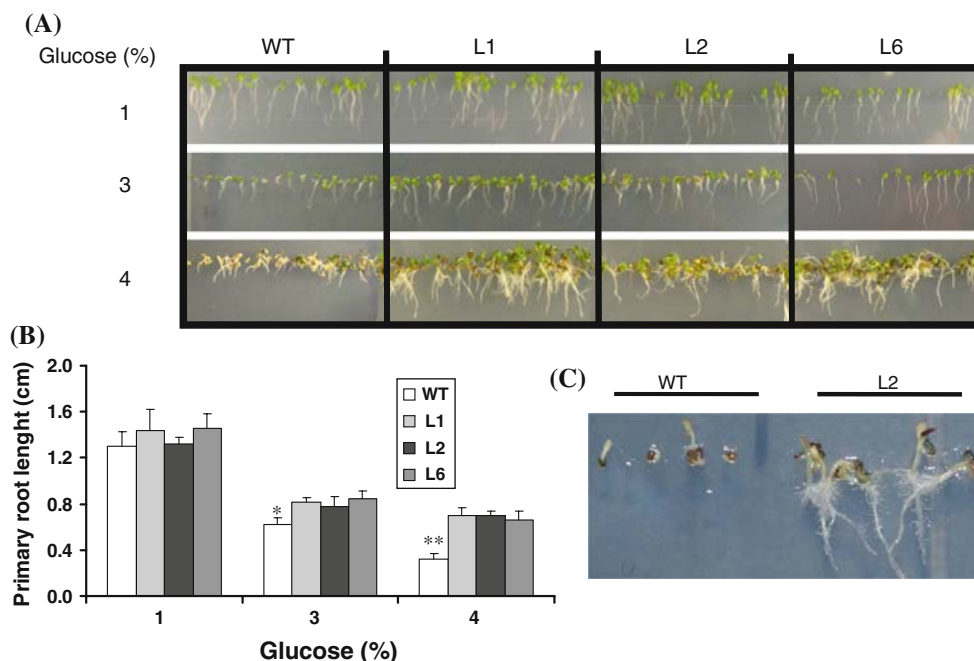 (A)
WT L1 L2 L6
Glucose (%)
1
3
4
(B)
Primary root lenght (cm)
2.0
1.6
1.2
0.8
0.4
0.0
WT
L1
L2
L6
*
**
1 3 4
Glucose (%)
(C)
WT L2